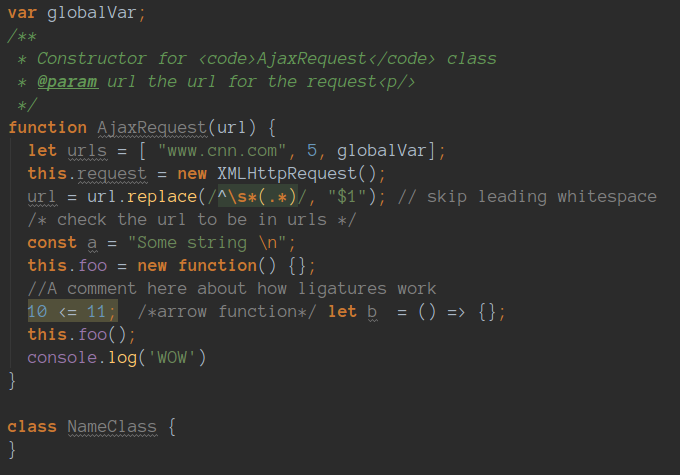 var globalVar;
/**
 * Constructor for <code>AjaxRequest</code> class
 * @param url the url for the request<p/>
 */
function AjaxRequest(url) {
  let urls = [ "www.cnn.com", 5, globalVar];
  this.request = new XMLHttpRequest();
  url = url.replace(/^\s*(.*)/, "$1"); // skip leading whitespace
  /* check the url to be in urls */
  const a = "Some string \n";
  this.foo = new function() {};
  //A comment here about how ligatures work
  10 <= 11;  /*arrow function*/ let b  = () => {};
  this.foo();
  console.log('WOW')
}

class NameClass {
}